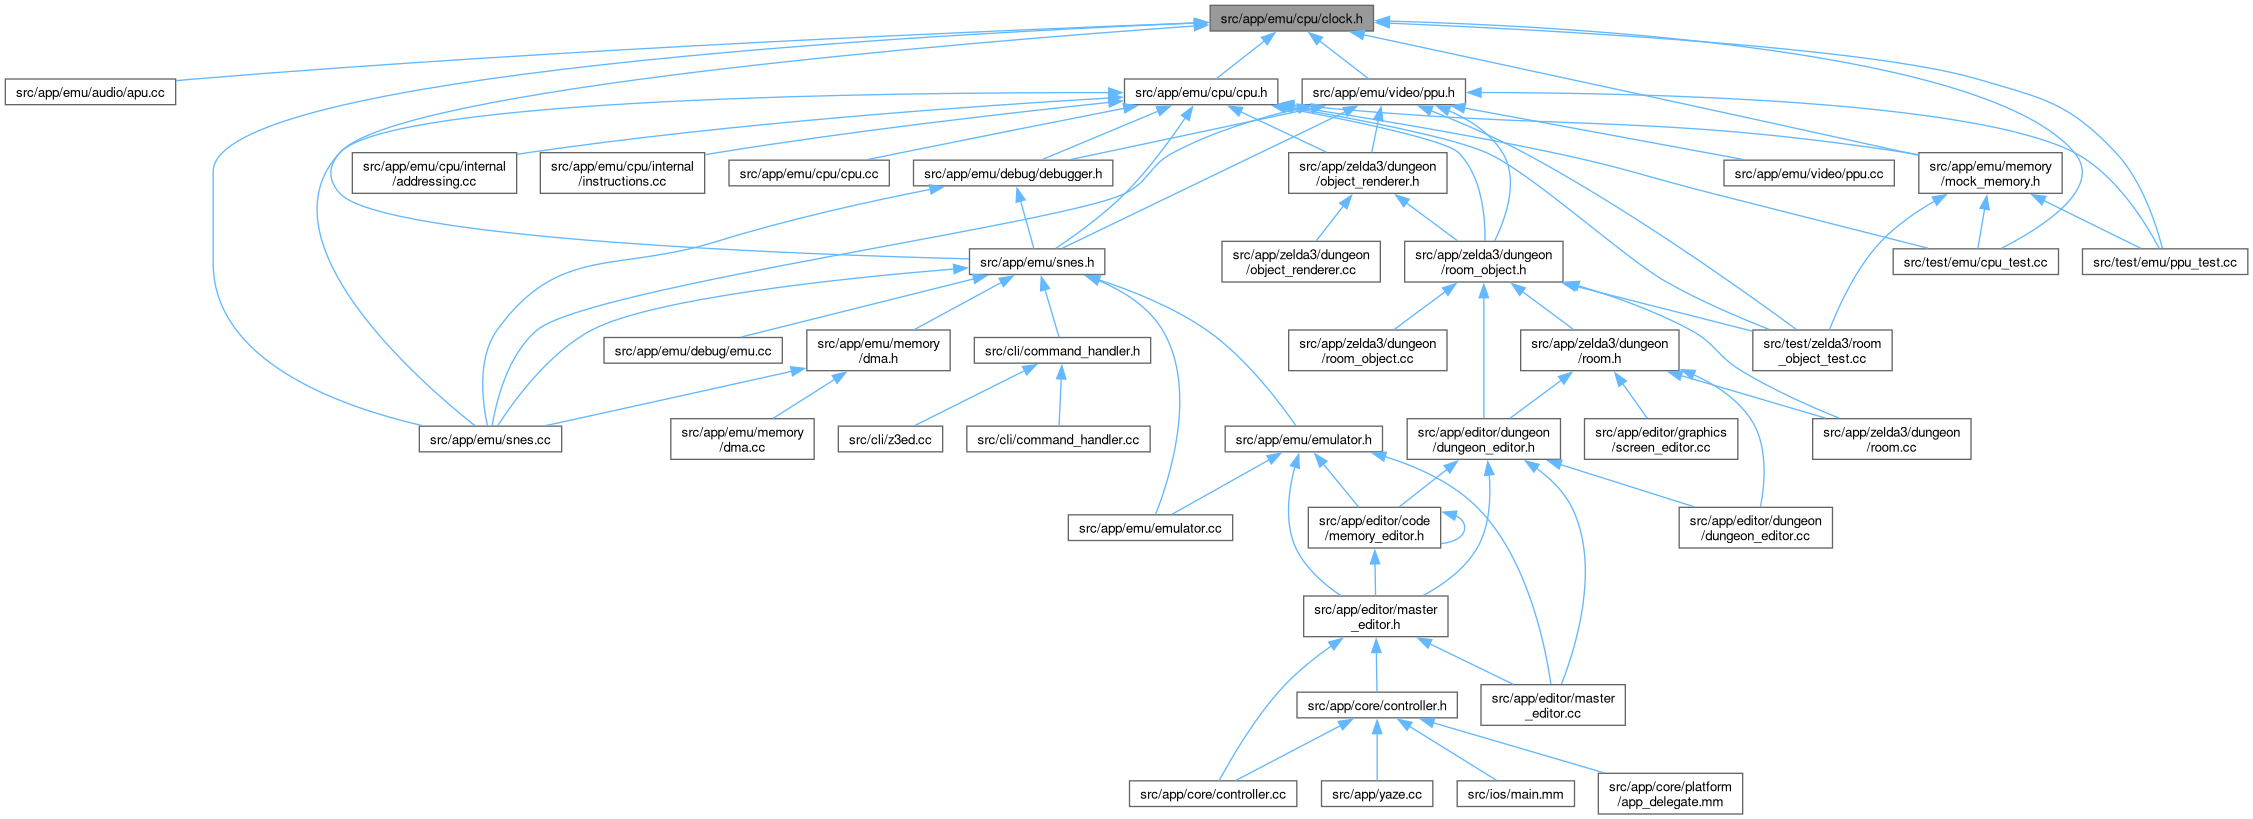 src/app/emu/cpu/clock.h
src/app/emu/audio/apu.cc
src/app/emu/cpu/cpu.h
src/app/emu/video/ppu.h
src/app/emu/cpu/internal
/addressing.cc
src/app/emu/cpu/internal
/instructions.cc
src/app/emu/cpu/cpu.cc
src/app/emu/debug/debugger.h
src/app/zelda3/dungeon
/object_renderer.h
src/app/emu/video/ppu.cc
src/app/emu/memory
/mock_memory.h
src/app/emu/snes.h
src/app/zelda3/dungeon
/object_renderer.cc
src/app/zelda3/dungeon
/room_object.h
src/test/emu/cpu_test.cc
src/test/emu/ppu_test.cc
src/app/emu/debug/emu.cc
src/app/emu/memory
/dma.h
src/cli/command_handler.h
src/app/zelda3/dungeon
/room_object.cc
src/app/zelda3/dungeon
/room.h
src/test/zelda3/room
_object_test.cc
src/app/emu/snes.cc
src/app/emu/memory
/dma.cc
src/cli/z3ed.cc
src/cli/command_handler.cc
src/app/emu/emulator.h
src/app/editor/dungeon
/dungeon_editor.h
src/app/editor/graphics
/screen_editor.cc
src/app/zelda3/dungeon
/room.cc
src/app/emu/emulator.cc
src/app/editor/code
/memory_editor.h
src/app/editor/dungeon
/dungeon_editor.cc
src/app/editor/master
_editor.h
src/app/core/controller.h
src/app/editor/master
_editor.cc
src/app/core/controller.cc
src/app/yaze.cc
src/ios/main.mm
src/app/core/platform
/app_delegate.mm